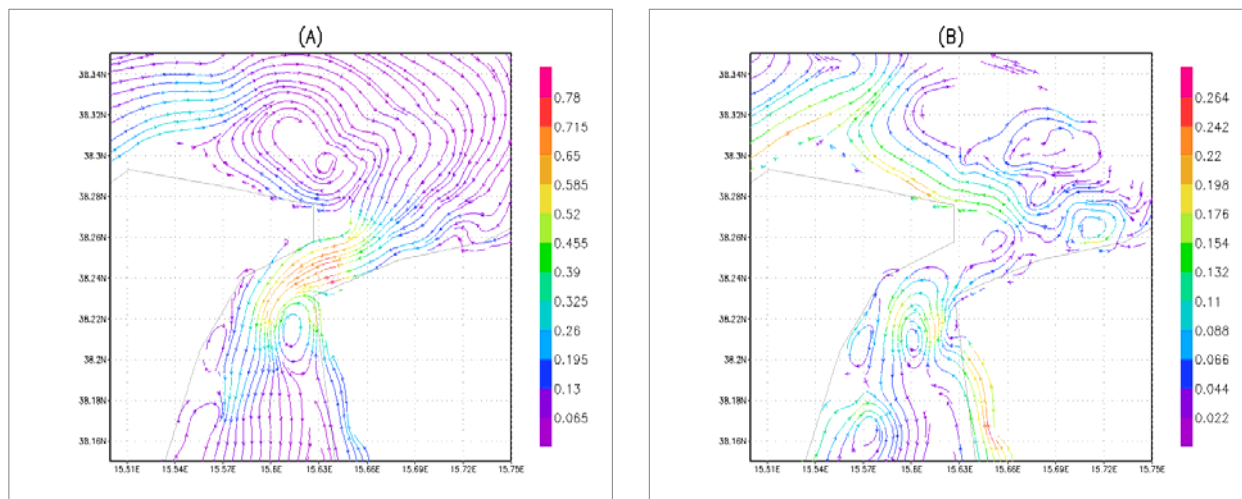 (A)
38.34N
38.32N
38.3N
38.28N
38.26N
38.24N
38.22N
38.2N
38.18N
38.16N
15.51E 15.54E 15.57E 15.6E 15.63E 15.66E 15.69E 15.72E 15.75E
0.78
0.715
0.65
0.585
0.52
0.455
0.39
0.325
0.26
0.195
0.13
0.065
(B)
38.34N
38.32N
38.3N
38.28N
38.26N
38.24N
38.22N
38.2N
38.18N
38.16N
15.51E 15.54E 15.57E 15.6E 15.63E 15.66E 15.69E 15.72E 15.75E
0.264
0.242
0.22
0.198
0.176
0.154
0.132
0.11
0.088
0.066
0.044
0.022